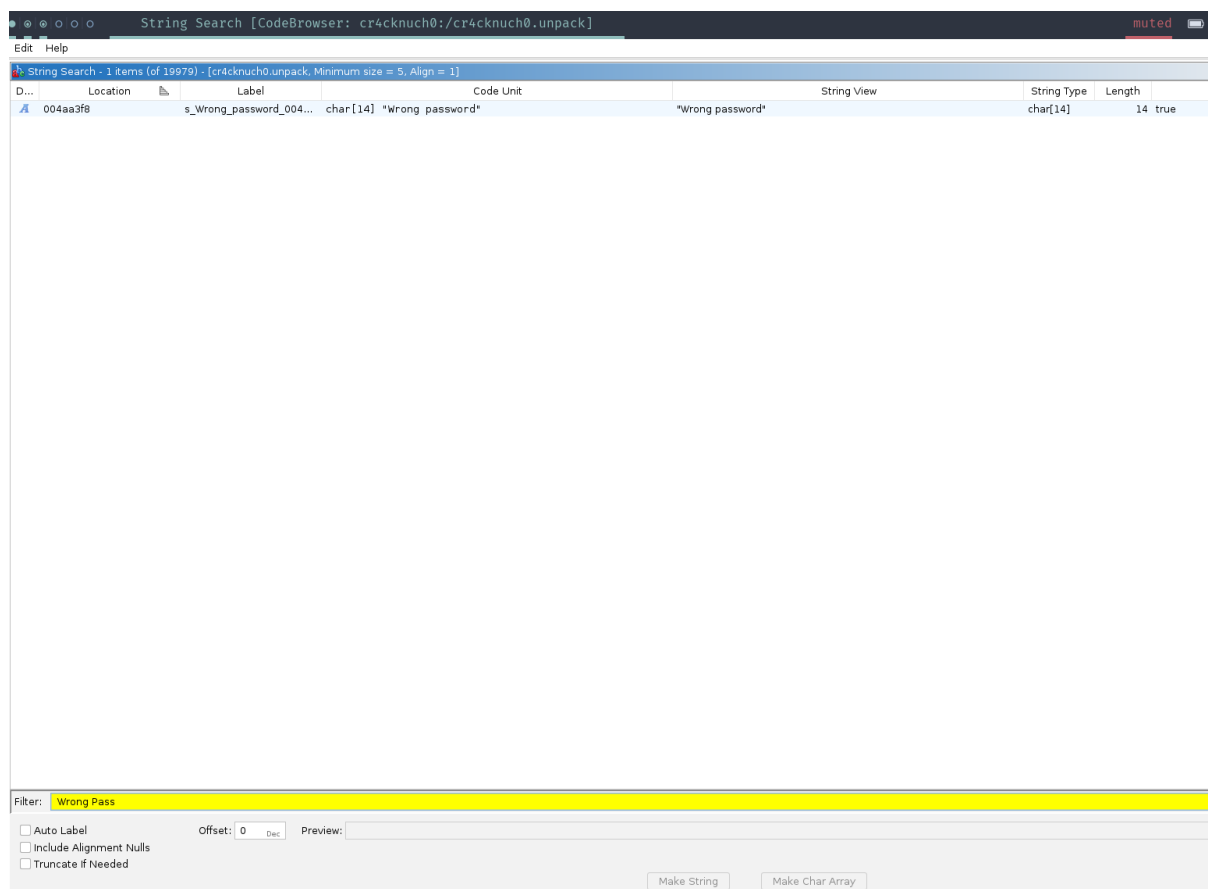 String Search [CodeBrowser: cr4cknuch0:/cr4cknuch0.unpack] muted
Edit Help
String Search - 1 items (of 19979) - [cr4cknuch0.unpack, Minimum size = 5, Align = 1]
D... Location Label Code Unit String View String Type Length
A 004aa3f8 s_Wrong_password_004... char[14] "Wrong password" "Wrong password" char[14] 14 true
Filter: Wrong Pass
Auto Label Offset: 0 Dec Preview:
Include Alignment Nulls
Truncate If Needed
Make String Make Char Array